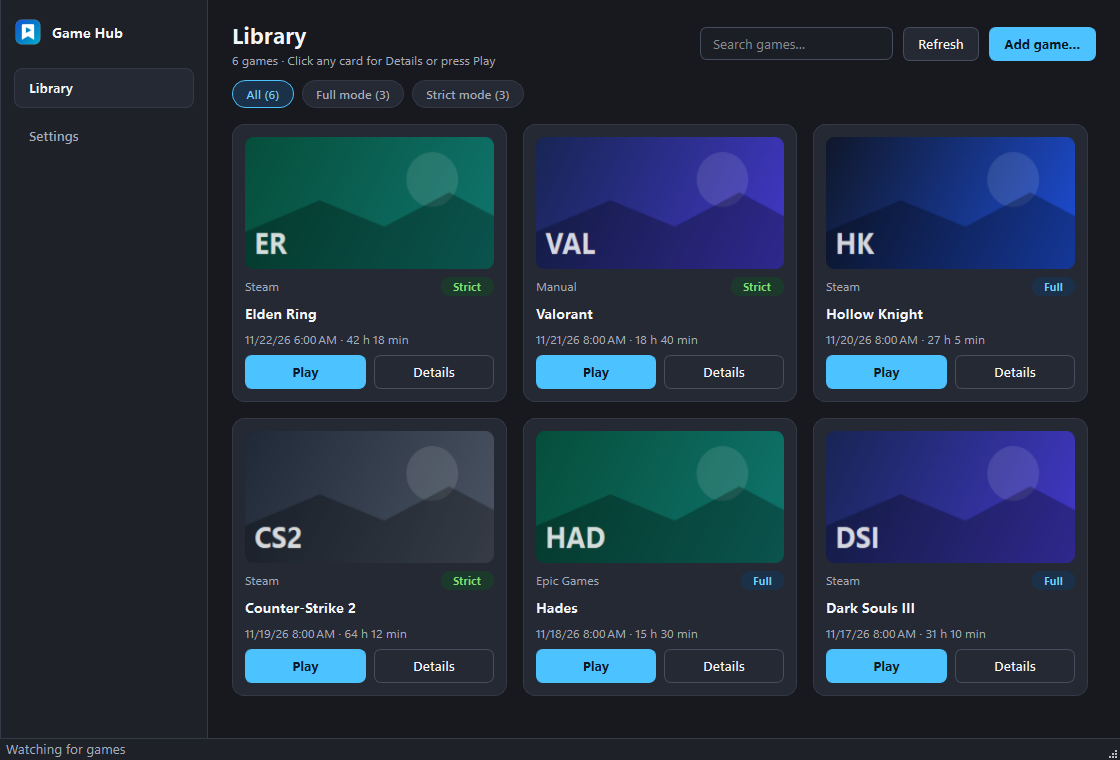 Game Hub
Library
Settings
Library
6 games · Click any card for Details or press Play
Search games...
Refresh
Add game...
All (6)
Full mode (3)
Strict mode (3)
ER
Steam
Strict
Elden Ring
11/22/26 6:00 AM · 42 h 18 min
Play
Details
VAL
Manual
Strict
Valorant
11/21/26 8:00 AM · 18 h 40 min
Play
Details
HK
Steam
Full
Hollow Knight
11/20/26 8:00 AM · 27 h 5 min
Play
Details
CS2
Steam
Strict
Counter-Strike 2
11/19/26 8:00 AM · 64 h 12 min
Play
Details
HAD
Epic Games
Full
Hades
11/18/26 8:00 AM · 15 h 30 min
Play
Details
DSI
Steam
Full
Dark Souls III
11/17/26 8:00 AM · 31 h 10 min
Play
Details
Watching for games